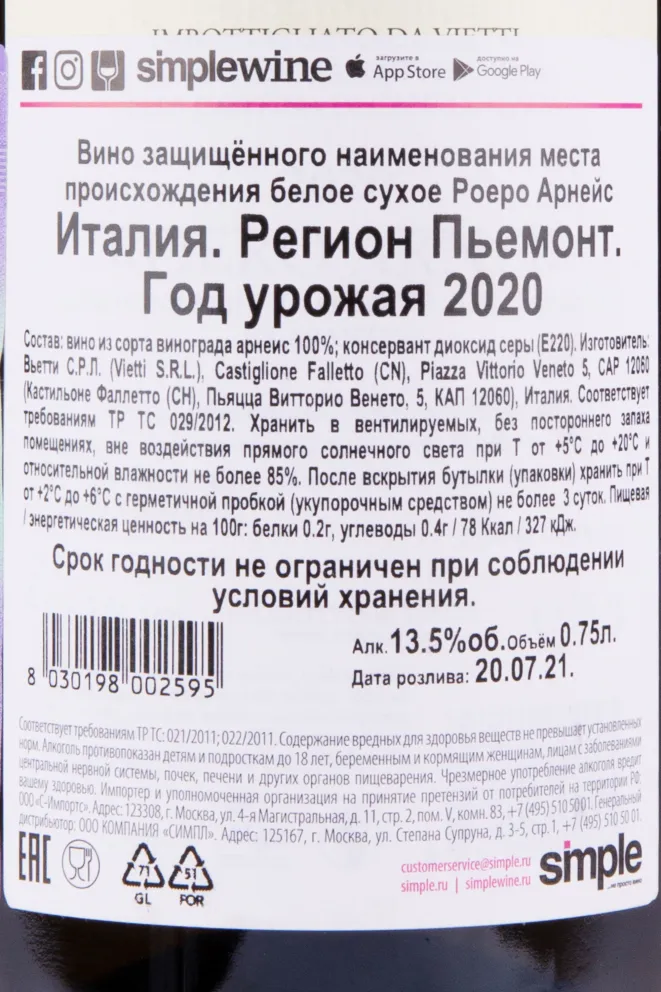 IMBOTTIGLIATO DA VIETTI
simplewine загрузите в App Store доступно на Google Play
Вино защищённого наименования места
происхождения белое сухое Роеро Арнейс
Италия. Регион Пьемонт.
Год урожая 2020
Состав: вино из сорта винограда арнеис 100%; консервант диоксид серы (Е220). Изготовитель:
Вьетти С.Р.Л. (Vietti S.R.L.), Castiglione Falletto (CN), Piazza Vittorio Veneto 5, CAP 12060
(Кастильоне Фаллетто (СН), Пьяцца Витторио Венето, 5, КАП 12060), Италия. Соответствует
требованиям ТР ТС 029/2012. Хранить в вентилируемых, без постороннего запаха
помещениях, вне воздействия прямого солнечного света при Т от +5°С до +20°С и
относительной влажности не более 85%. После вскрытия бутылки (упаковки) хранить при Т
от +2°С до +6°С с герметичной пробкой (укупорочным средством) не более 3 суток. Пищевая
/ энергетическая ценность на 100г: белки 0.2г, углеводы 0.4г / 78 Ккал / 327 кДж.
Срок годности не ограничен при соблюдении
условий хранения.
Алк. 13.5%об. Объём 0.75л.
Дата розлива: 20.07.21.
8 030198 002595
Соответствует требованиям ТР ТС: 021/2011; 022/2011. Содержание вредных для здоровья веществ не превышает установленных
норм. Алкоголь противопоказан детям и подросткам до 18 лет, беременным и кормящим женщинам, лицам с заболеваниями
центральной нервной системы, почек, печени и других органов пищеварения. Чрезмерное употребление алкоголя вредит
вашему здоровью. Импортер и уполномоченная организация на принятие претензий от потребителей на территории РФ:
ООО «С-Импортс». Адрес: 123308, г. Москва, ул. 4-я Магистральная, д. 11, стр. 2, пом. V, комн. 83, +7 (495) 510 50 01. Генеральный
дистрибьютор: ООО КОМПАНИЯ «СИМПЛ». Адрес: 125167, г. Москва, ул. Степана Супруна, д. 3-5, стр. 1, +7 (495) 510 50 01.
EAC
71 GL
51 FOR
customerservice@simple.ru
simple.ru | simplewine.ru
simple
...не просто вино